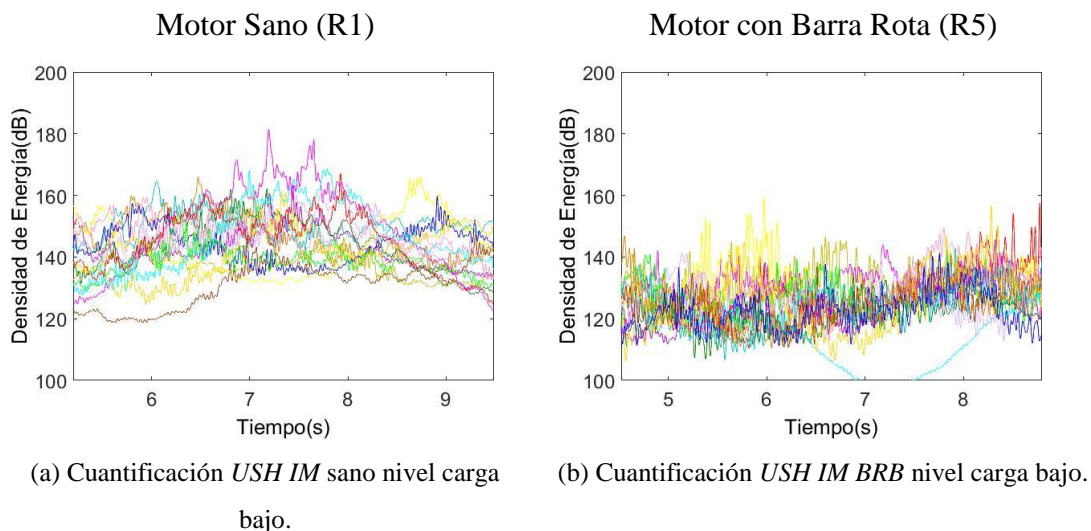 Motor Sano (R1)
Motor con Barra Rota (R5)
200
180
160
140
120
100
Densidad de Energía(dB)
6
7
8
9
Tiempo(s)
200
180
160
140
120
100
Densidad de Energía(dB)
5
6
7
8
Tiempo(s)
(a) Cuantificación USH IM sano nivel carga
bajo.
(b) Cuantificación USH IM BRB nivel carga bajo.